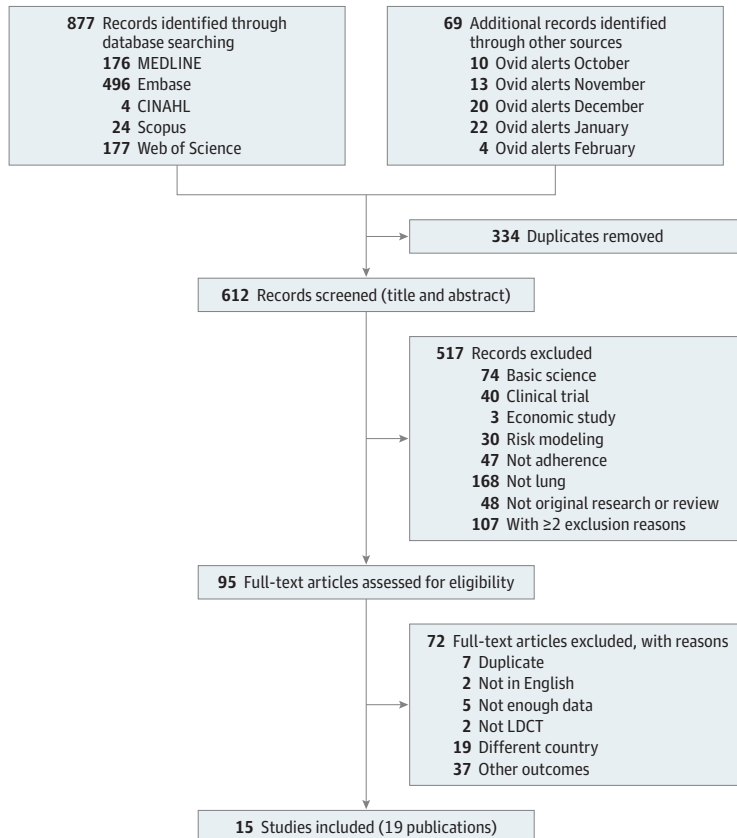 877 Records identified through
database searching
176 MEDLINE
496 Embase
4 CINAHL
24 Scopus
177 Web of Science
69 Additional records identified
through other sources
10 Ovid alerts October
13 Ovid alerts November
20 Ovid alerts December
22 Ovid alerts January
4 Ovid alerts February
334 Duplicates removed
612 Records screened (title and abstract)
517 Records excluded
74 Basic science
40 Clinical trial
3 Economic study
30 Risk modeling
47 Not adherence
168 Not lung
48 Not original research or review
107 With ≥2 exclusion reasons
95 Full-text articles assessed for eligibility
72 Full-text articles excluded, with reasons
7 Duplicate
2 Not in English
5 Not enough data
2 Not LDCT
19 Different country
37 Other outcomes
15 Studies included (19 publications)